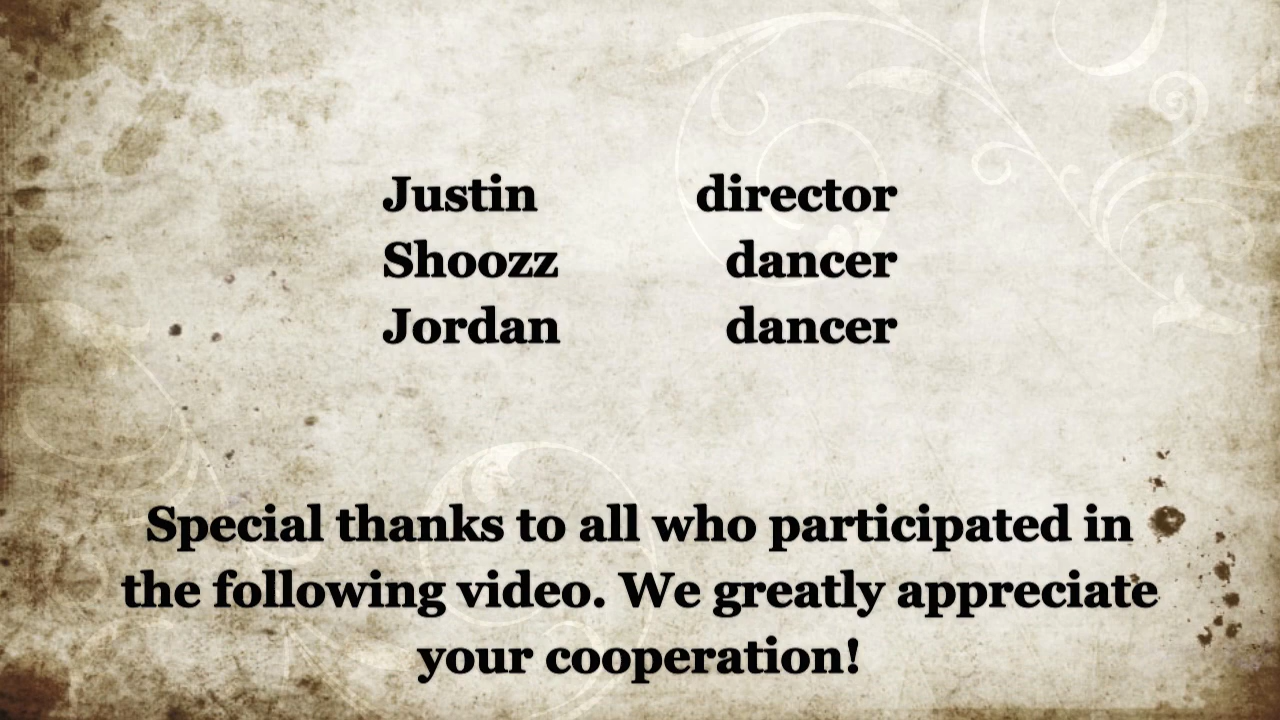 Justin director
Shoozz dancer
Jordan dancer
Special thanks to all who participated in
the following video. We greatly appreciate
your cooperation!